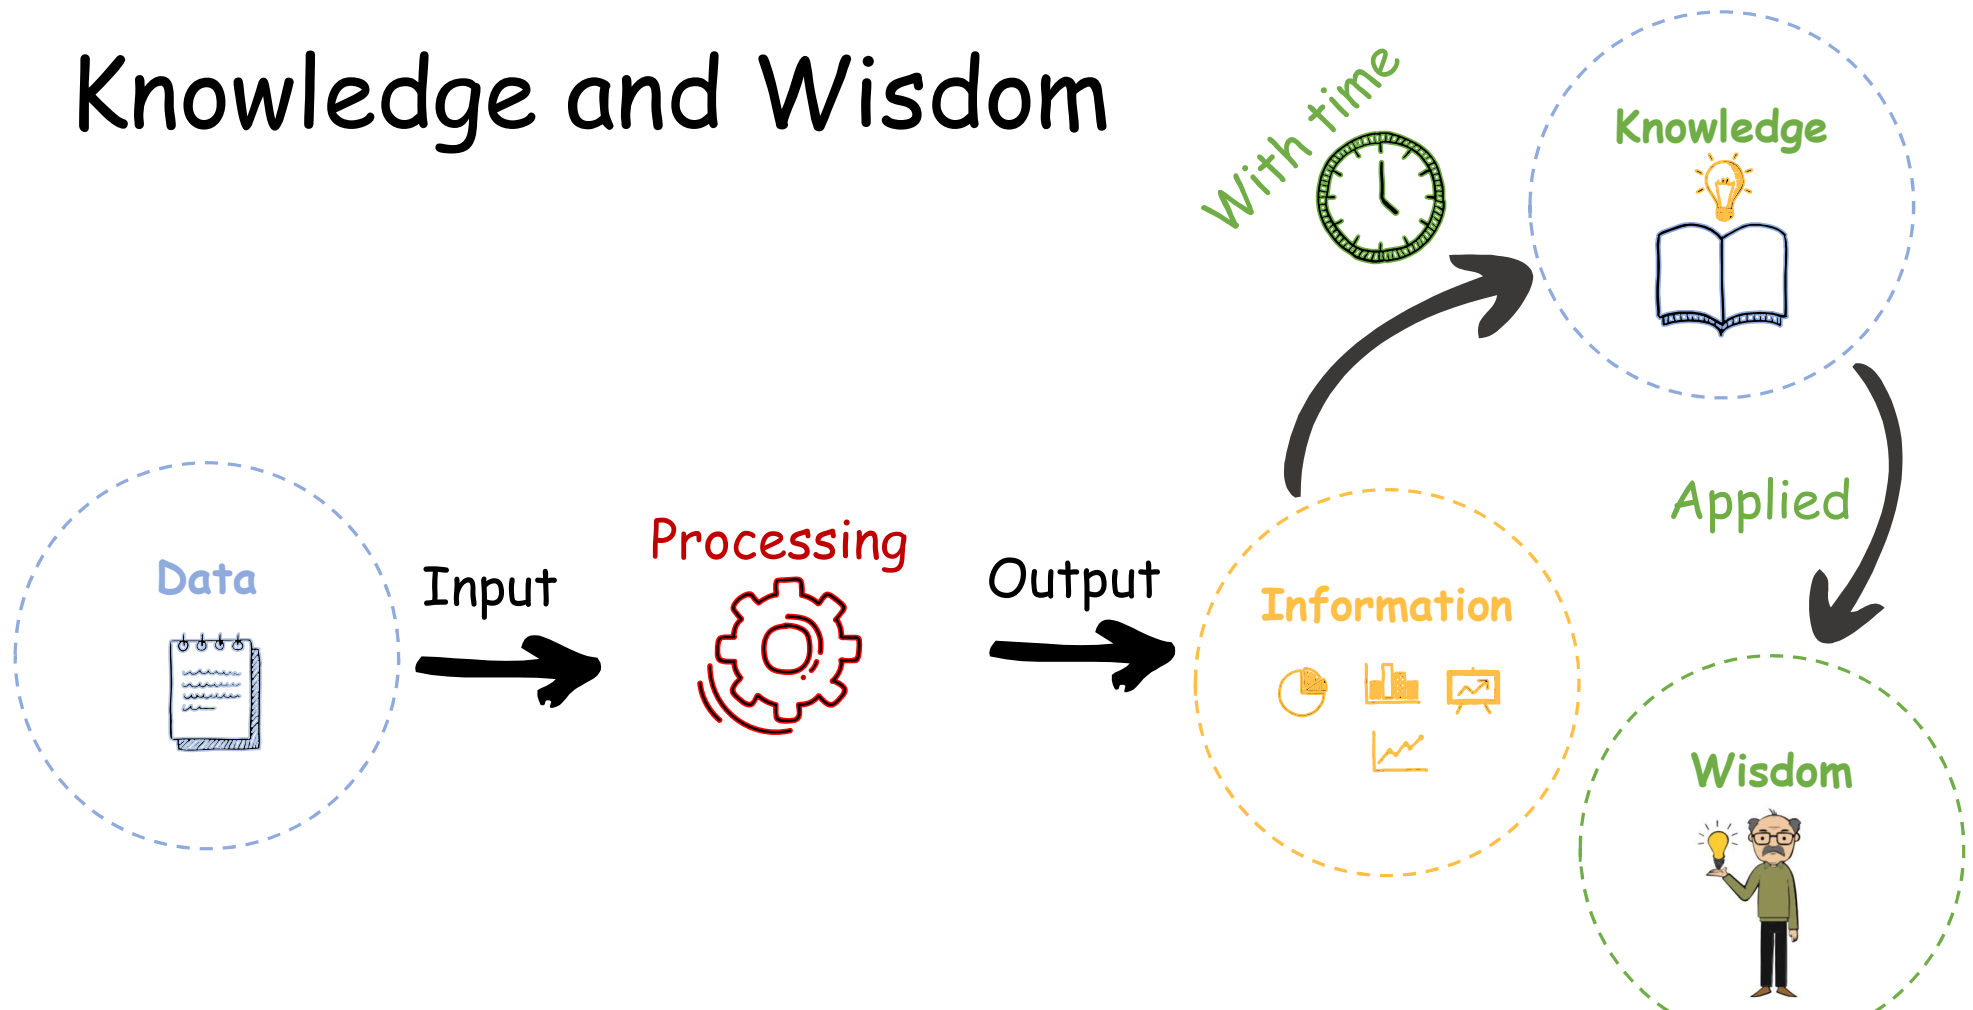 Knowledge and Wisdom
With time
Knowledge
Applied
Data
Input
Processing
Output
Information
Wisdom